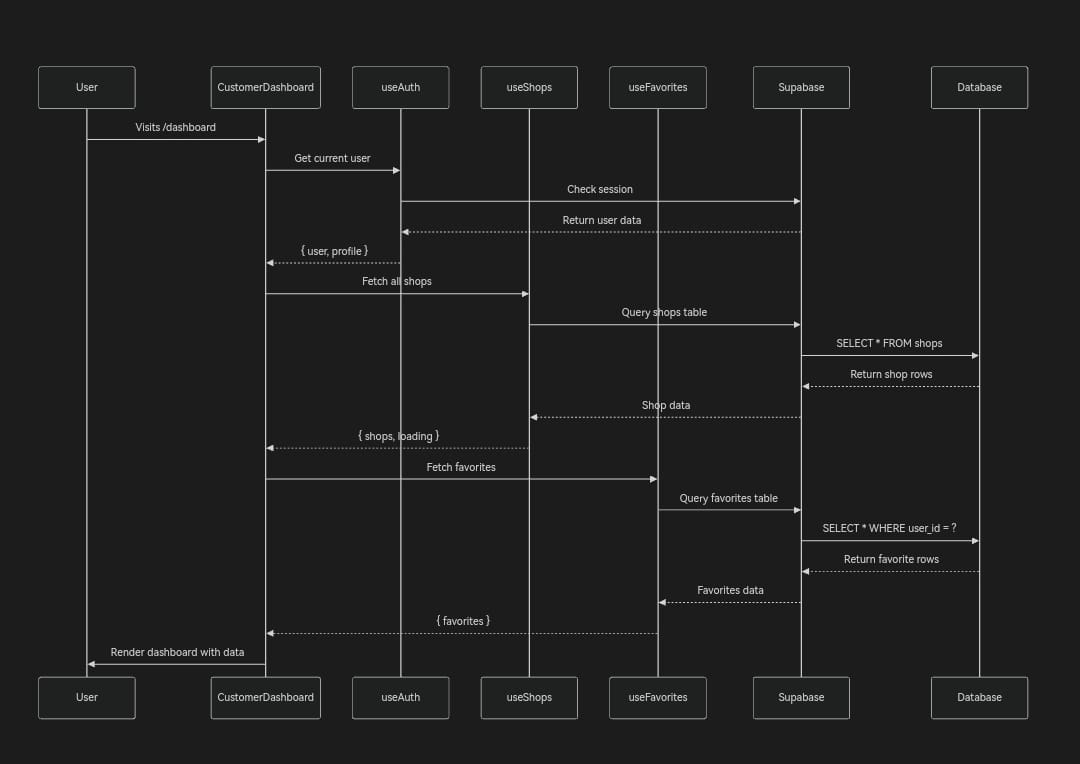 User
CustomerDashboard
useAuth
useShops
useFavorites
Supabase
Database
Visits /dashboard
Get current user
Check session
Return user data
{ user, profile }
Fetch all shops
Query shops table
SELECT * FROM shops
Return shop rows
Shop data
{ shops, loading }
Fetch favorites
Query favorites table
SELECT * WHERE user_id = ?
Return favorite rows
Favorites data
{ favorites }
Render dashboard with data
User
CustomerDashboard
useAuth
useShops
useFavorites
Supabase
Database